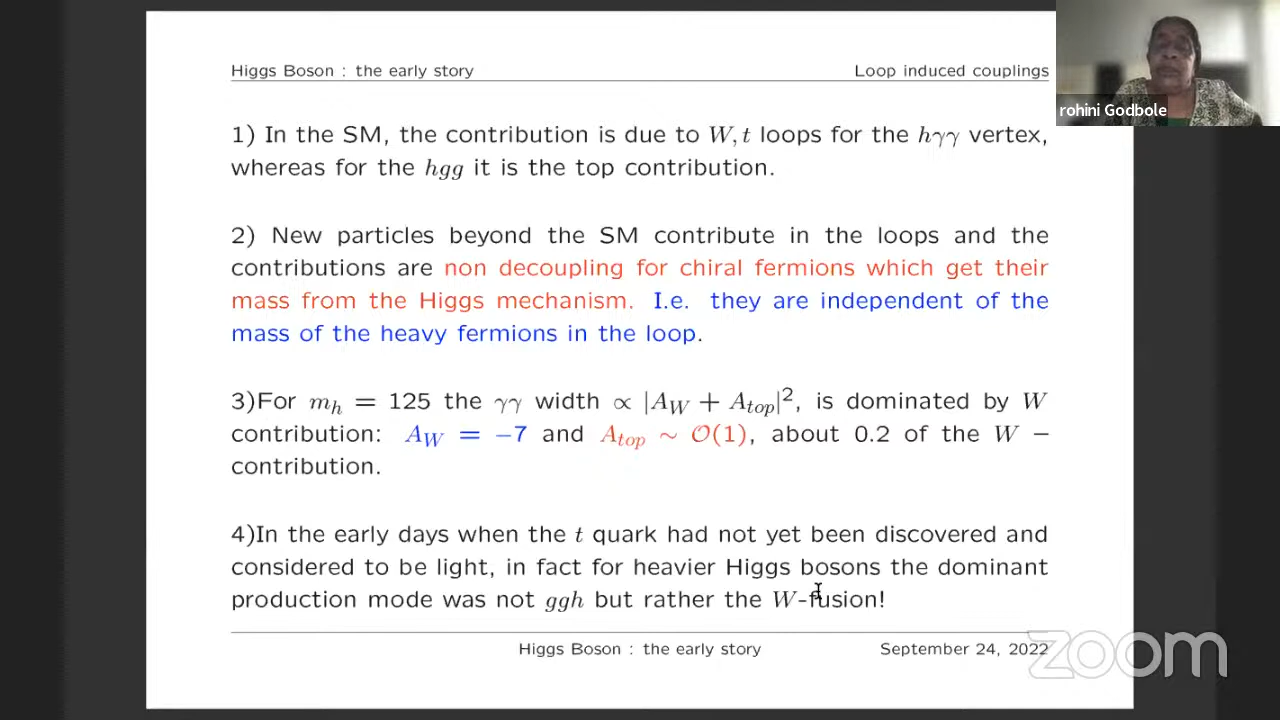 Higgs Boson : the early story
Loop induced couplings
rohini Godbole
1) In the SM, the contribution is due to W, t loops for the hγγ vertex,
whereas for the hgg it is the top contribution.
2) New particles beyond the SM contribute in the loops and the
contributions are non decoupling for chiral fermions which get their
mass from the Higgs mechanism. I.e. they are independent of the
mass of the heavy fermions in the loop.
3)For m_h = 125 the γγ width ∝ |A_W + A_top|², is dominated by W
contribution: A_W = −7 and A_top ∼ O(1), about 0.2 of the W −
contribution.
4)In the early days when the t quark had not yet been discovered and
considered to be light, in fact for heavier Higgs bosons the dominant
production mode was not ggh but rather the W-fusion!
Higgs Boson : the early story
September 24, 2022
zoom